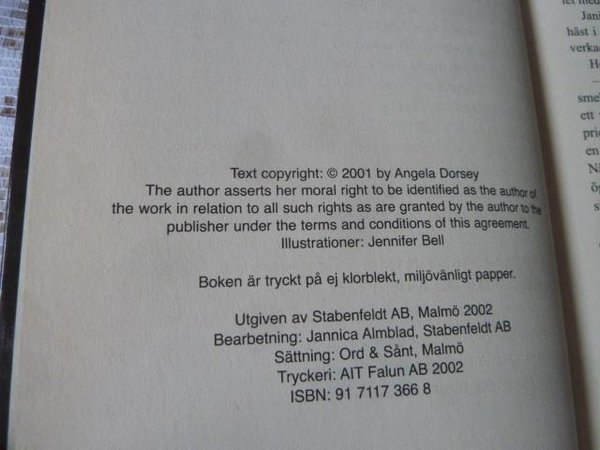 Text copyright: © 2001 by Angela Dorsey
The author asserts her moral right to be identified as the author of
the work in relation to all such rights as are granted by the author to the
publisher under the terms and conditions of this agreement.
Illustrationer: Jennifer Bell
Boken är tryckt på ej klorblekt, miljövänligt papper.
Utgiven av Stabenfeldt AB, Malmö 2002
Bearbetning: Jannica Almblad, Stabenfeldt AB
Sättning: Ord & Sånt, Malmö
Tryckeri: AIT Falun AB 2002
ISBN: 91 7117 366 8
häst i
ett
en